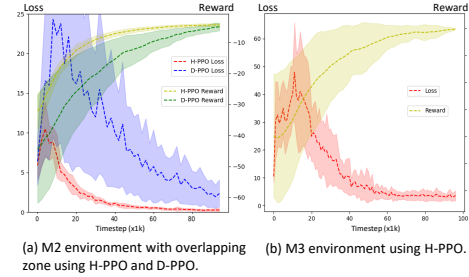 Loss Reward
25
20
15
10
5
0
-10
-20
-30
-40
-50
-60
H-PPO Loss
D-PPO Loss
H-PPO Reward
D-PPO Reward
0 20 40 60 80
Timestep (x1k)
(a) M2 environment with overlapping
zone using H-PPO and D-PPO.
Loss Reward
60
50
40
30
20
10
0
Loss
Reward
0 20 40 60 80 100
Timestep (x1k)
(b) M3 environment using H-PPO.